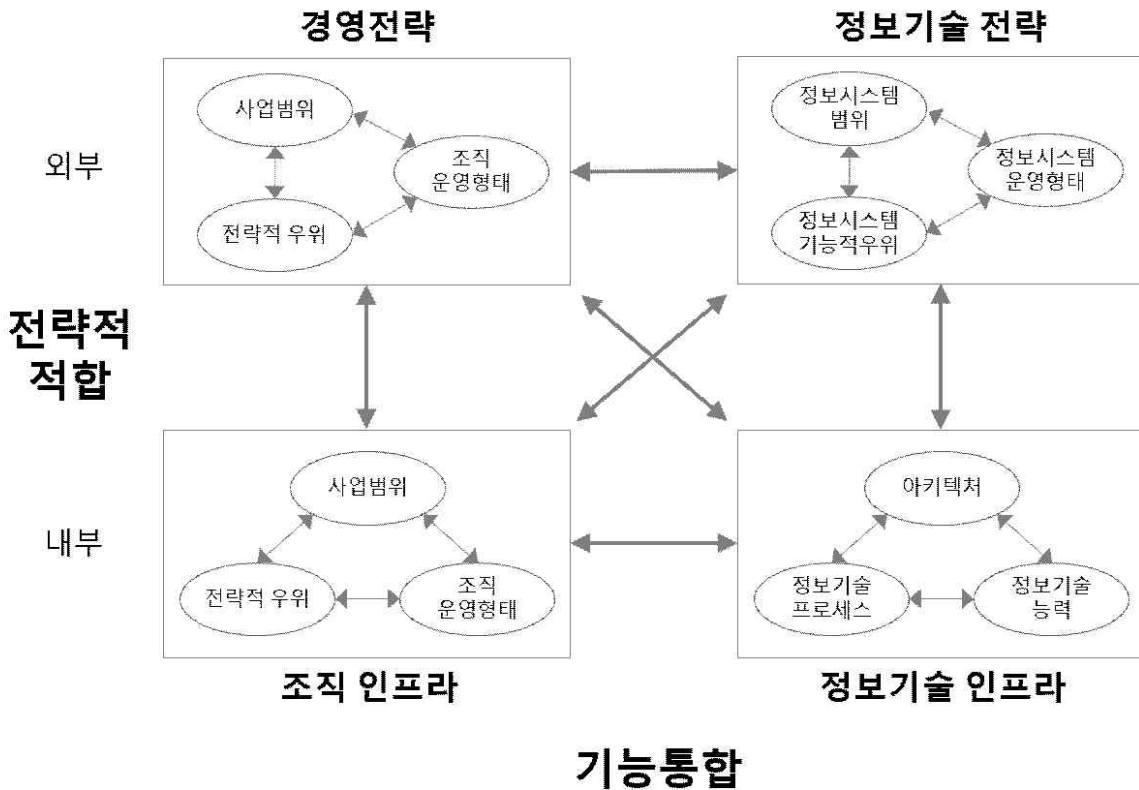 경영전략
정보기술 전략
외부
사업범위
조직
운영형태
전략적 우위
정보시스템
범위
정보시스템
운영형태
정보시스템
기능적우위
전략적
적합
내부
사업범위
전략적 우위
조직
운영형태
아키텍처
정보기술
프로세스
정보기술
능력
조직 인프라
정보기술 인프라
기능통합